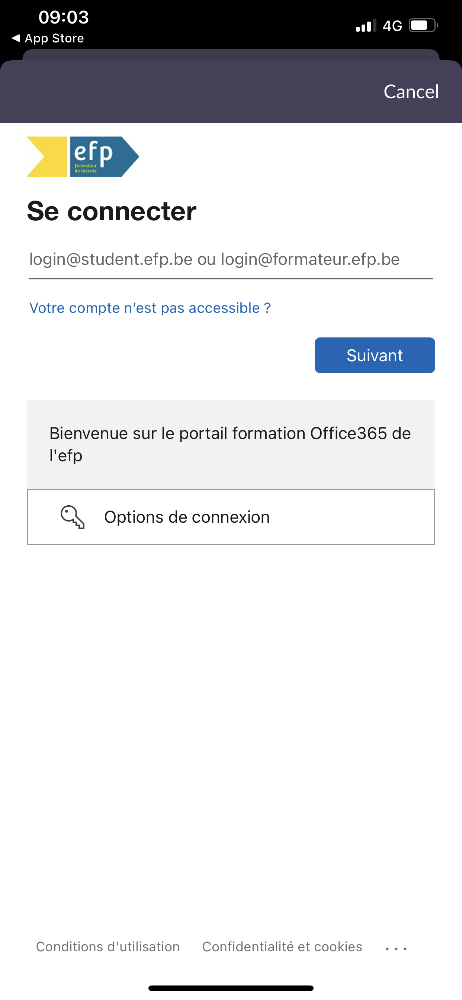 09:03
4G
◀ App Store
Cancel
efp
formateur
de talents
Se connecter
login@student.efp.be ou login@formateur.efp.be
Votre compte n’est pas accessible ?
Suivant
Bienvenue sur le portail formation Office365 de
l'efp
Options de connexion
Conditions d'utilisation Confidentialité et cookies ...